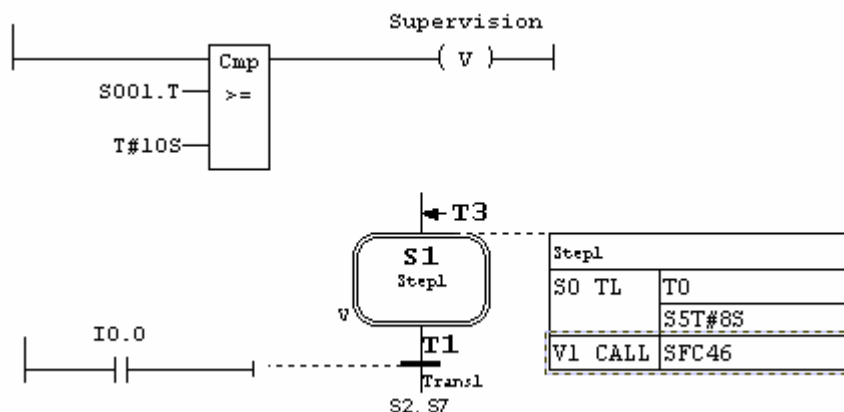 Supervision
Cmp
( V )
S001.T
>=
T#10S
T3
S1
Step1
V
Step1
S0 TL T0
S5T#8S
V1 CALL SFC46
I0.0
T1
Trans1
S2, S7